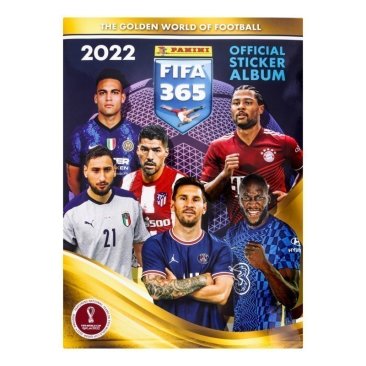 THE GOLDEN WORLD OF FOOTBALL
2022
PANINI
FIFA
365
OFFICIAL
STICKER
ALBUM
21